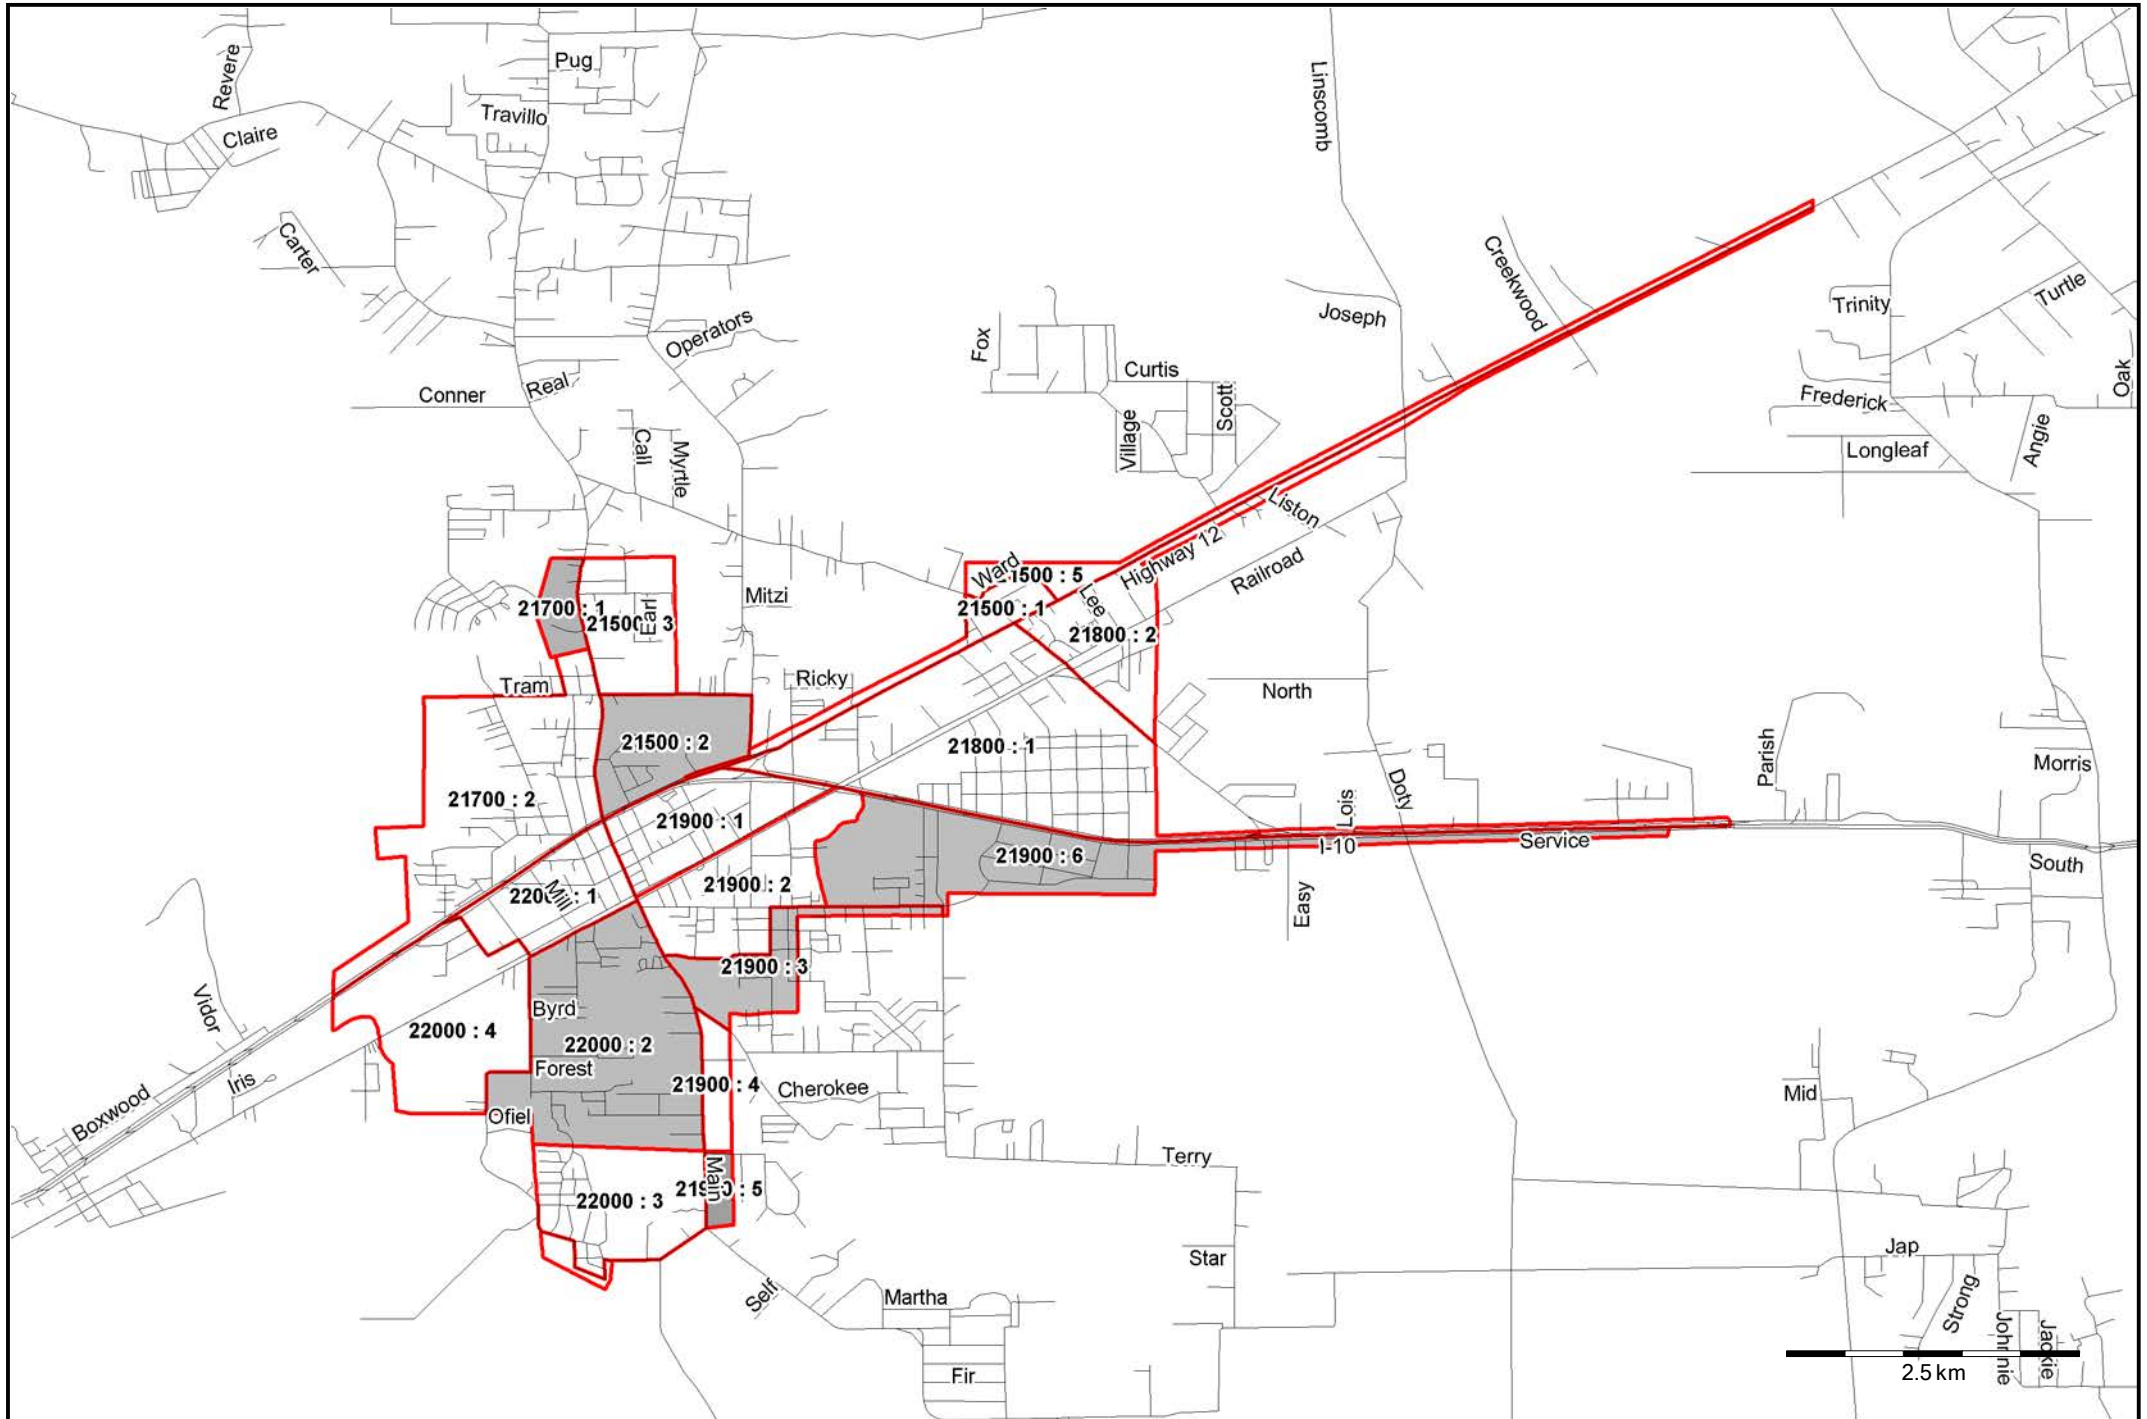 Revere
Pug
Travillo
Claire
Linscomb
Carter
Creekwood
Turtle
Trinity
Joseph
Operators
Fox
Curtis
Oak
Real
Conner
Scott
Frederick
Village
Call
Myrtle
Angie
Longleaf
Liston
Highway 12
Railroad
Ward
21500 : 5
Mitzi
Lee
21700 : 1
21500 : 1
Earl
21500 : 3
21800 : 2
Tram
Ricky
North
21500 : 2
21800 : 1
Parish
Morris
Doty
21700 : 2
Lois
21900 : 1
Service
I-10
21900 : 6
South
21900 : 2
Mill
22000 : 1
Easy
21900 : 3
Vidor
Byrd
22000 : 4
22000 : 2
Forest
Iris
21900 : 4
Cherokee
Mid
Boxwood
Ofiel
Terry
Main
21900 : 5
22000 : 3
Star
Jap
Self
Martha
Strong
Johnnie
Jackie
Fir
2.5 km